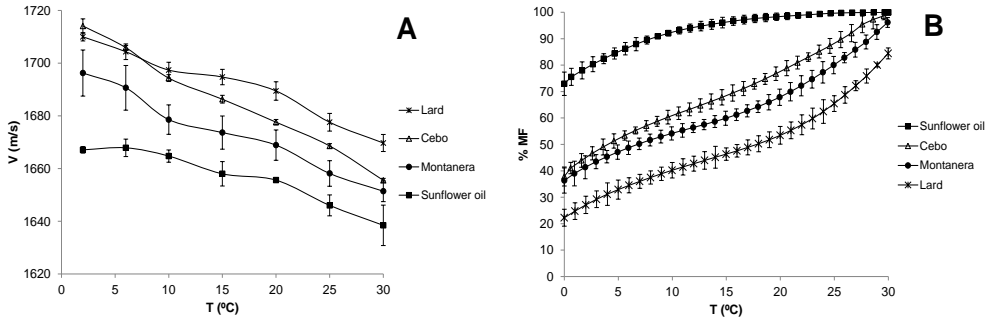 A
1720
1700
1680
1660
1640
1620
V (m/s)
0 5 10 15 20 25 30
T (ºC)
Lard
Cebo
Montanera
Sunflower oil
B
100
90
80
70
60
50
40
30
20
10
0
% MF
0 5 10 15 20 25 30
T (ºC)
Sunflower oil
Cebo
Montanera
Lard